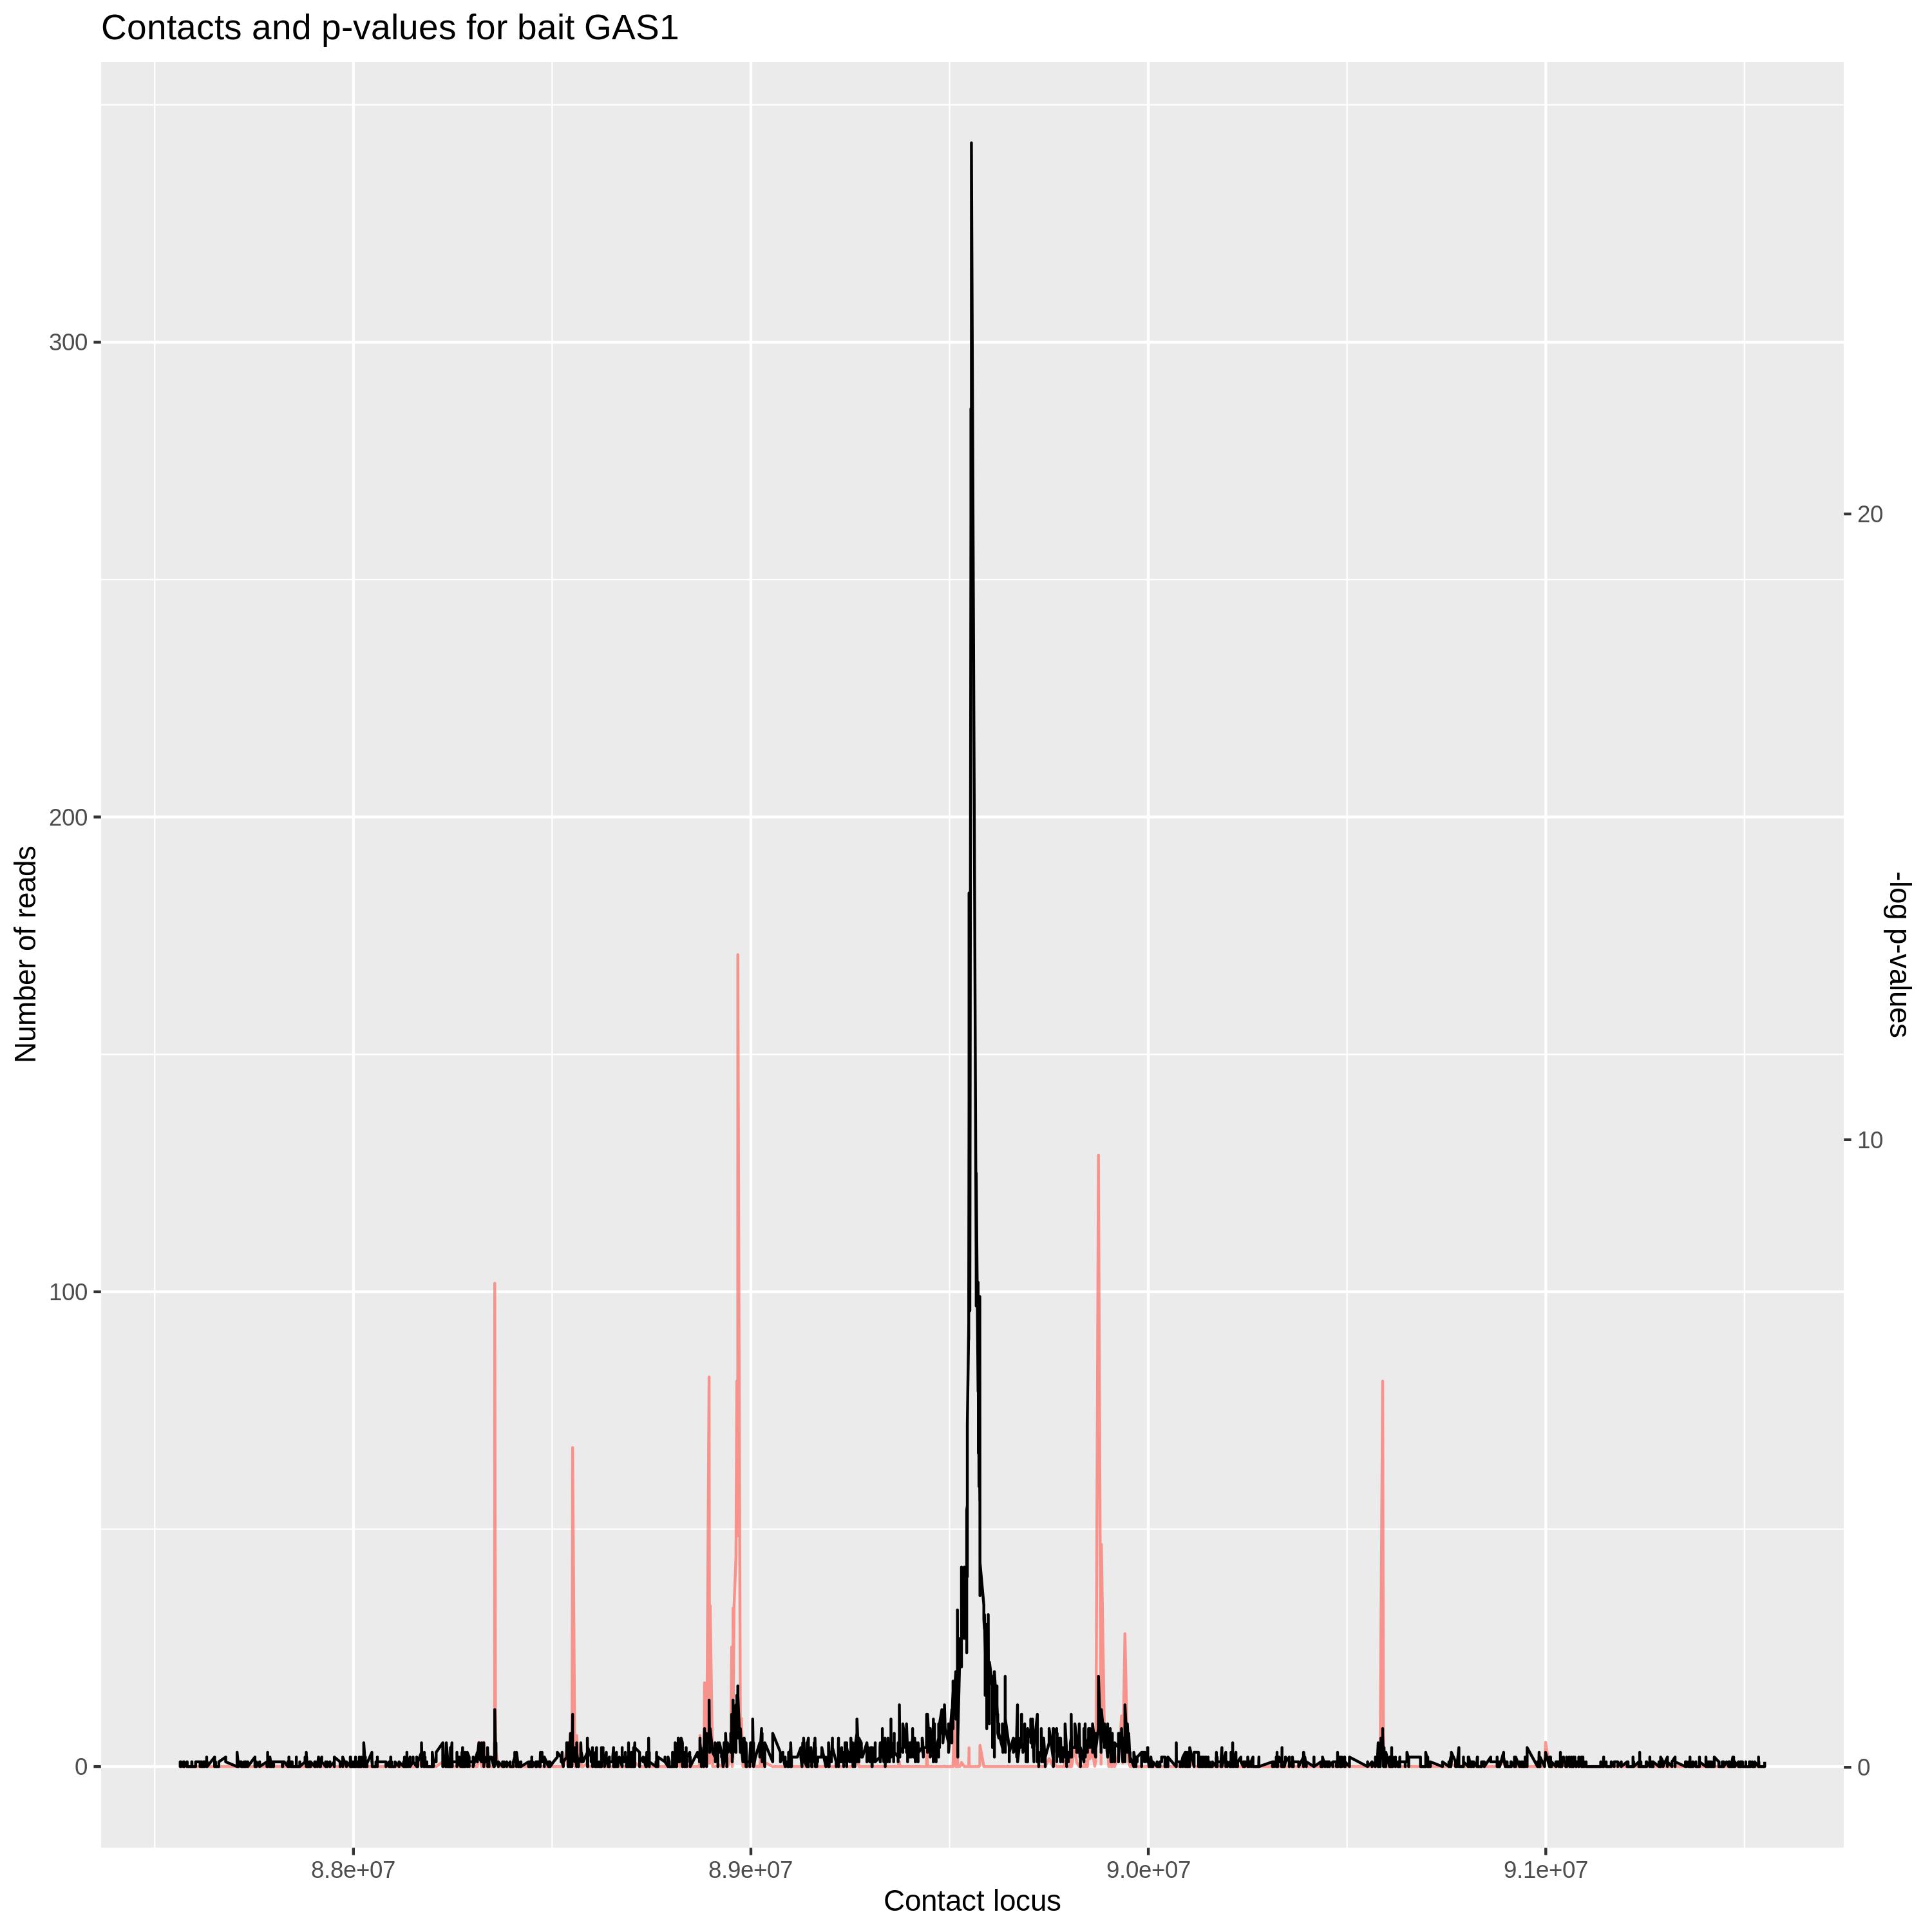 Contacts and p-values for bait GAS1
300
200
100
0
Number of reads
20
10
0
-log p-values
8.8e+07
8.9e+07
9.0e+07
9.1e+07
Contact locus